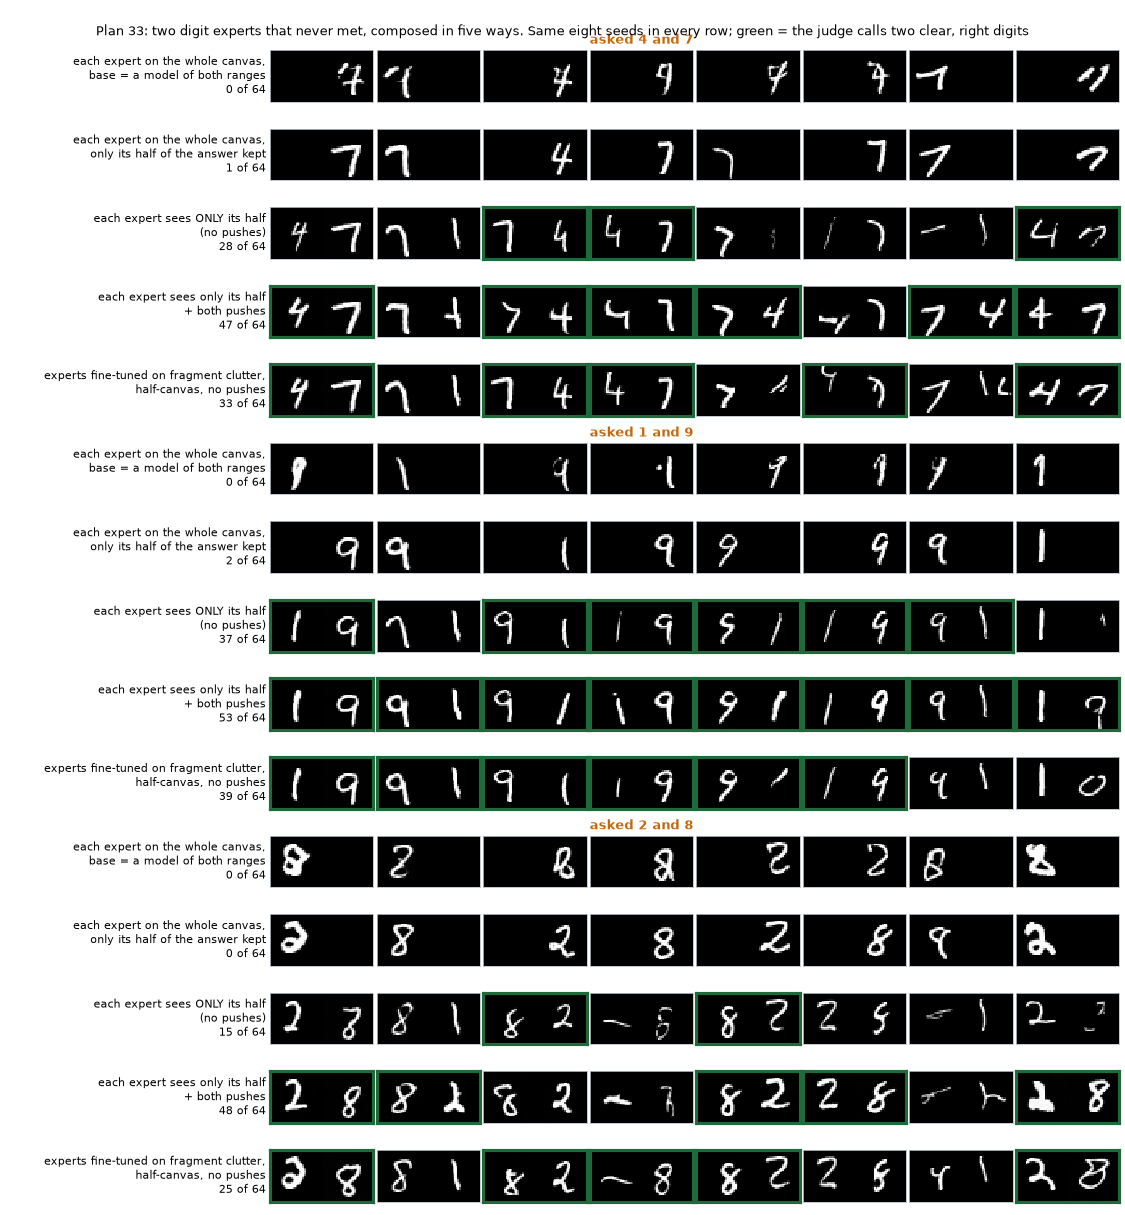 Plan 33: two digit experts that never met, composed in five ways. Same eight seeds in every row; green = the judge calls two clear, right digits
asked 4 and 7
each expert on the whole canvas,
base = a model of both ranges
0 of 64
each expert on the whole canvas,
only its half of the answer kept
1 of 64
each expert sees ONLY its half
(no pushes)
28 of 64
each expert sees only its half
+ both pushes
47 of 64
experts fine-tuned on fragment clutter,
half-canvas, no pushes
33 of 64
asked 1 and 9
each expert on the whole canvas,
base = a model of both ranges
0 of 64
each expert on the whole canvas,
only its half of the answer kept
2 of 64
each expert sees ONLY its half
(no pushes)
37 of 64
each expert sees only its half
+ both pushes
53 of 64
experts fine-tuned on fragment clutter,
half-canvas, no pushes
39 of 64
asked 2 and 8
each expert on the whole canvas,
base = a model of both ranges
0 of 64
each expert on the whole canvas,
only its half of the answer kept
0 of 64
each expert sees ONLY its half
(no pushes)
15 of 64
each expert sees only its half
+ both pushes
48 of 64
experts fine-tuned on fragment clutter,
half-canvas, no pushes
25 of 64